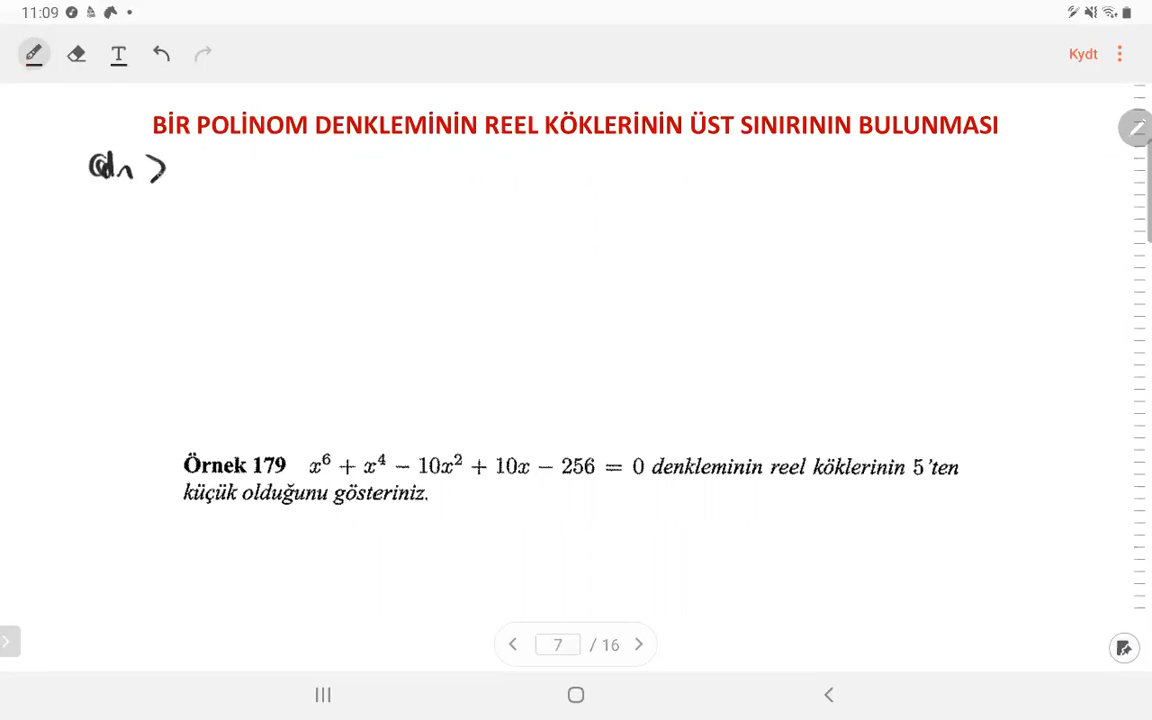 11:09
Kydt
BİR POLİNOM DENKLEMİNİN REEL KÖKLERİNİN ÜST SINIRININ BULUNMASI
Örnek 179 x⁶ + x⁴ − 10x² + 10x − 256 = 0 denkleminin reel köklerinin 5'ten
küçük olduğunu gösteriniz.
7 / 16